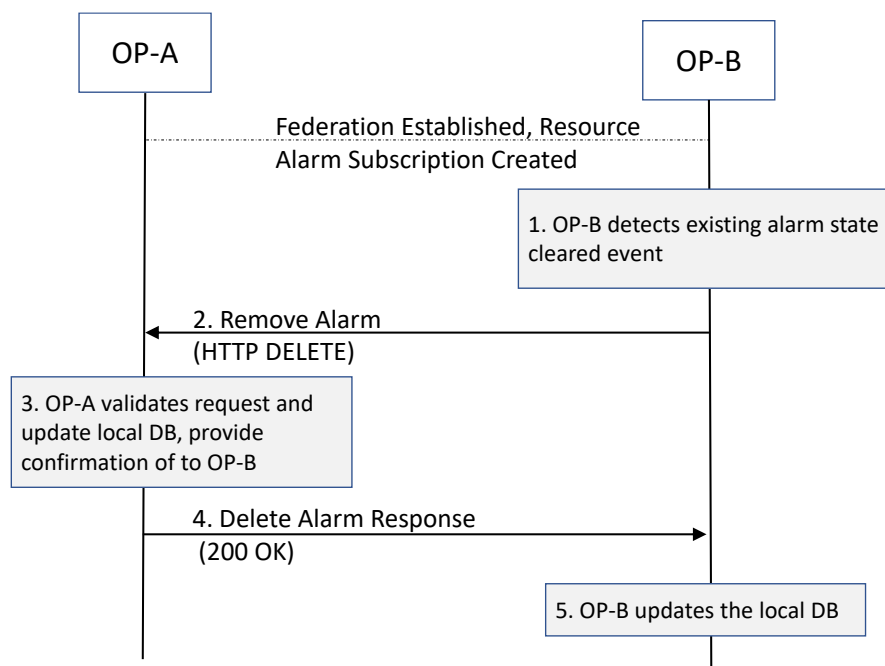 OP-A
OP-B
Federation Established, Resource
Alarm Subscription Created
1. OP-B detects existing alarm state
cleared event
2. Remove Alarm
(HTTP DELETE)
3. OP-A validates request and
update local DB, provide
confirmation of to OP-B
4. Delete Alarm Response
(200 OK)
5. OP-B updates the local DB